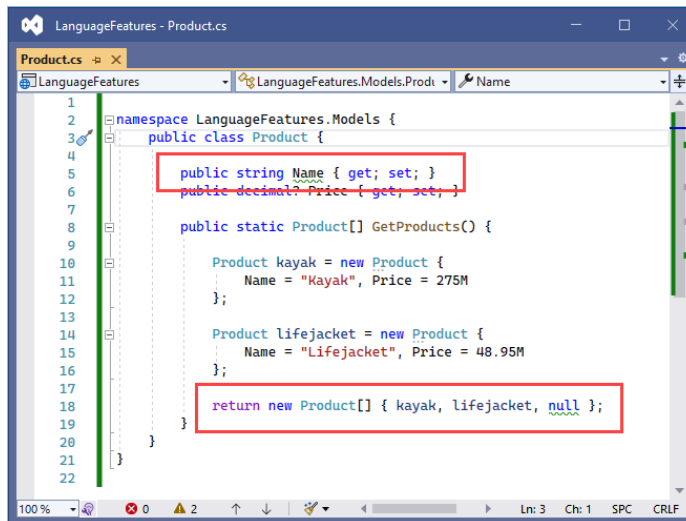 LanguageFeatures - Product.cs
Product.cs
LanguageFeatures LanguageFeatures.Models.Produ Name
1
2 namespace LanguageFeatures.Models {
3 public class Product {
4
5 public string Name { get; set; }
6 public decimal? Price { get; set; }
7
8 public static Product[] GetProducts() {
9
10 Product kayak = new Product {
11 Name = "Kayak", Price = 275M
12 };
13
14 Product lifejacket = new Product {
15 Name = "Lifejacket", Price = 48.95M
16 };
17
18 return new Product[] { kayak, lifejacket, null };
19 }
20 }
21 }
22
100 % 0 2 Ln: 3 Ch: 1 SPC CRLF